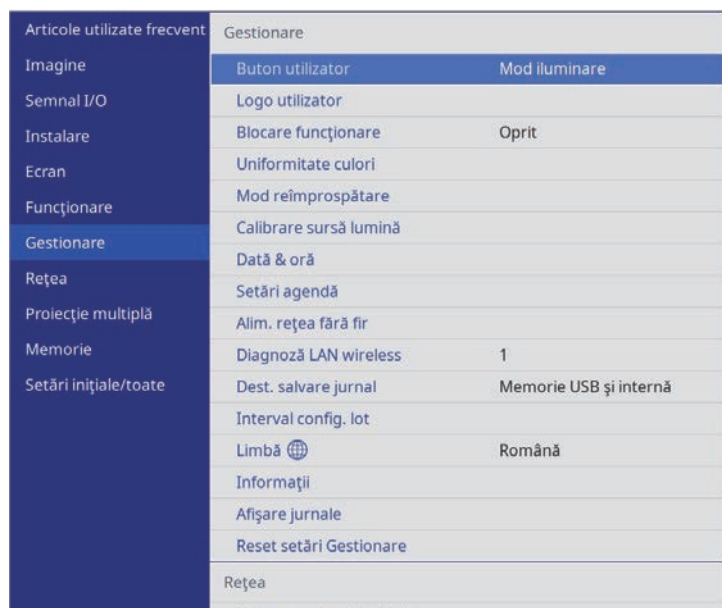 Articole utilizate frecvent
Imagine
Semnal I/O
Instalare
Ecran
Funcţionare
Gestionare
Reţea
Proiecţie multiplă
Memorie
Setări iniţiale/toate
Gestionare
Buton utilizator Mod iluminare
Logo utilizator
Blocare funcţionare Oprit
Uniformitate culori
Mod reîmprospătare
Calibrare sursă lumină
Dată & oră
Setări agendă
Alim. reţea fără fir
Diagnoză LAN wireless 1
Dest. salvare jurnal Memorie USB şi internă
Interval config. lot
Limbă Română
Informaţii
Afişare jurnale
Reset setări Gestionare
Reţea